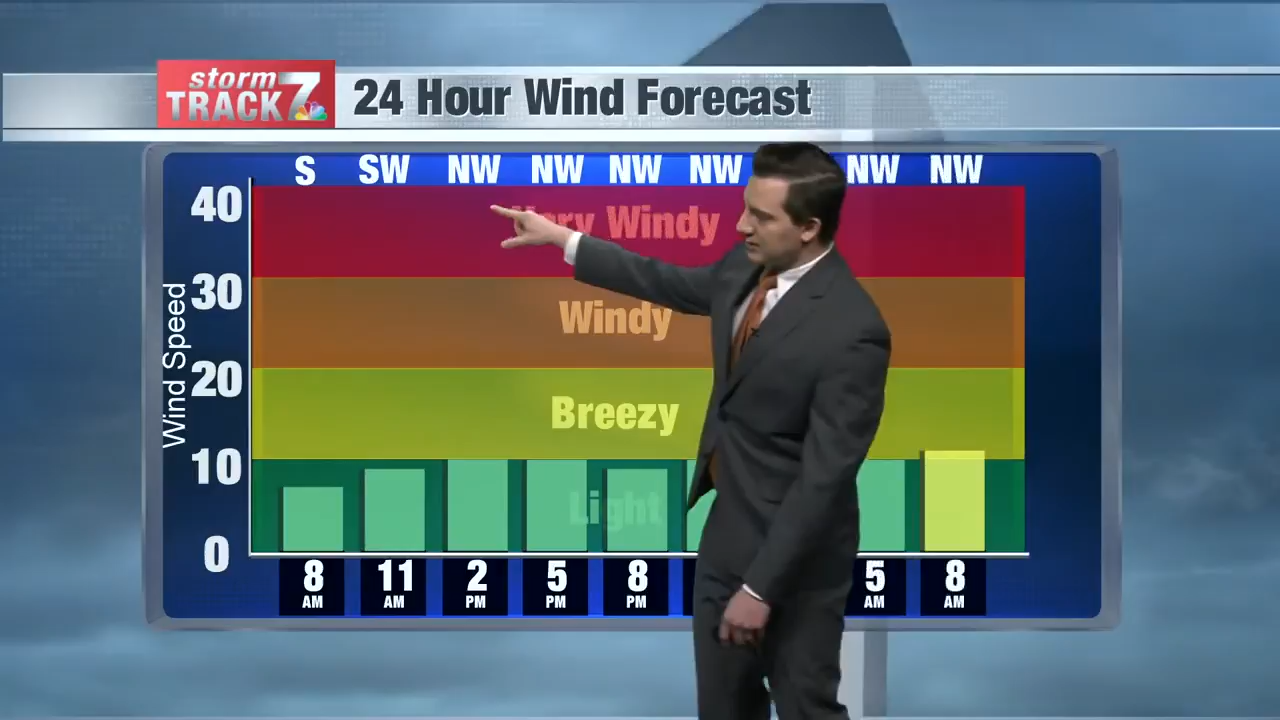 storm
TRACK 7
24 Hour Wind Forecast
S SW NW NW NW NW NW NW
40
30
20
10
0
Wind Speed
Very Windy
Windy
Breezy
Light
8 AM
11 AM
2 PM
5 PM
8 PM
5 AM
8 AM